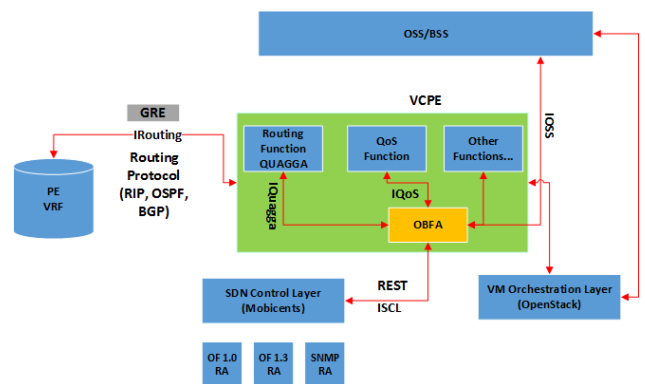 OSS/BSS
VCPE
GRE
IRouting
Routing
Protocol
(RIP, OSPF,
BGP)
PE
VRF
Routing
Function
QUAGGA
QoS
Function
Other
Functions...
IOSS
IQuagga
IQoS
OBFA
SDN Control Layer
(Mobicents)
REST
ISCL
VM Orchestration Layer
(OpenStack)
OF 1.0
RA
OF 1.3
RA
SNMP
RA